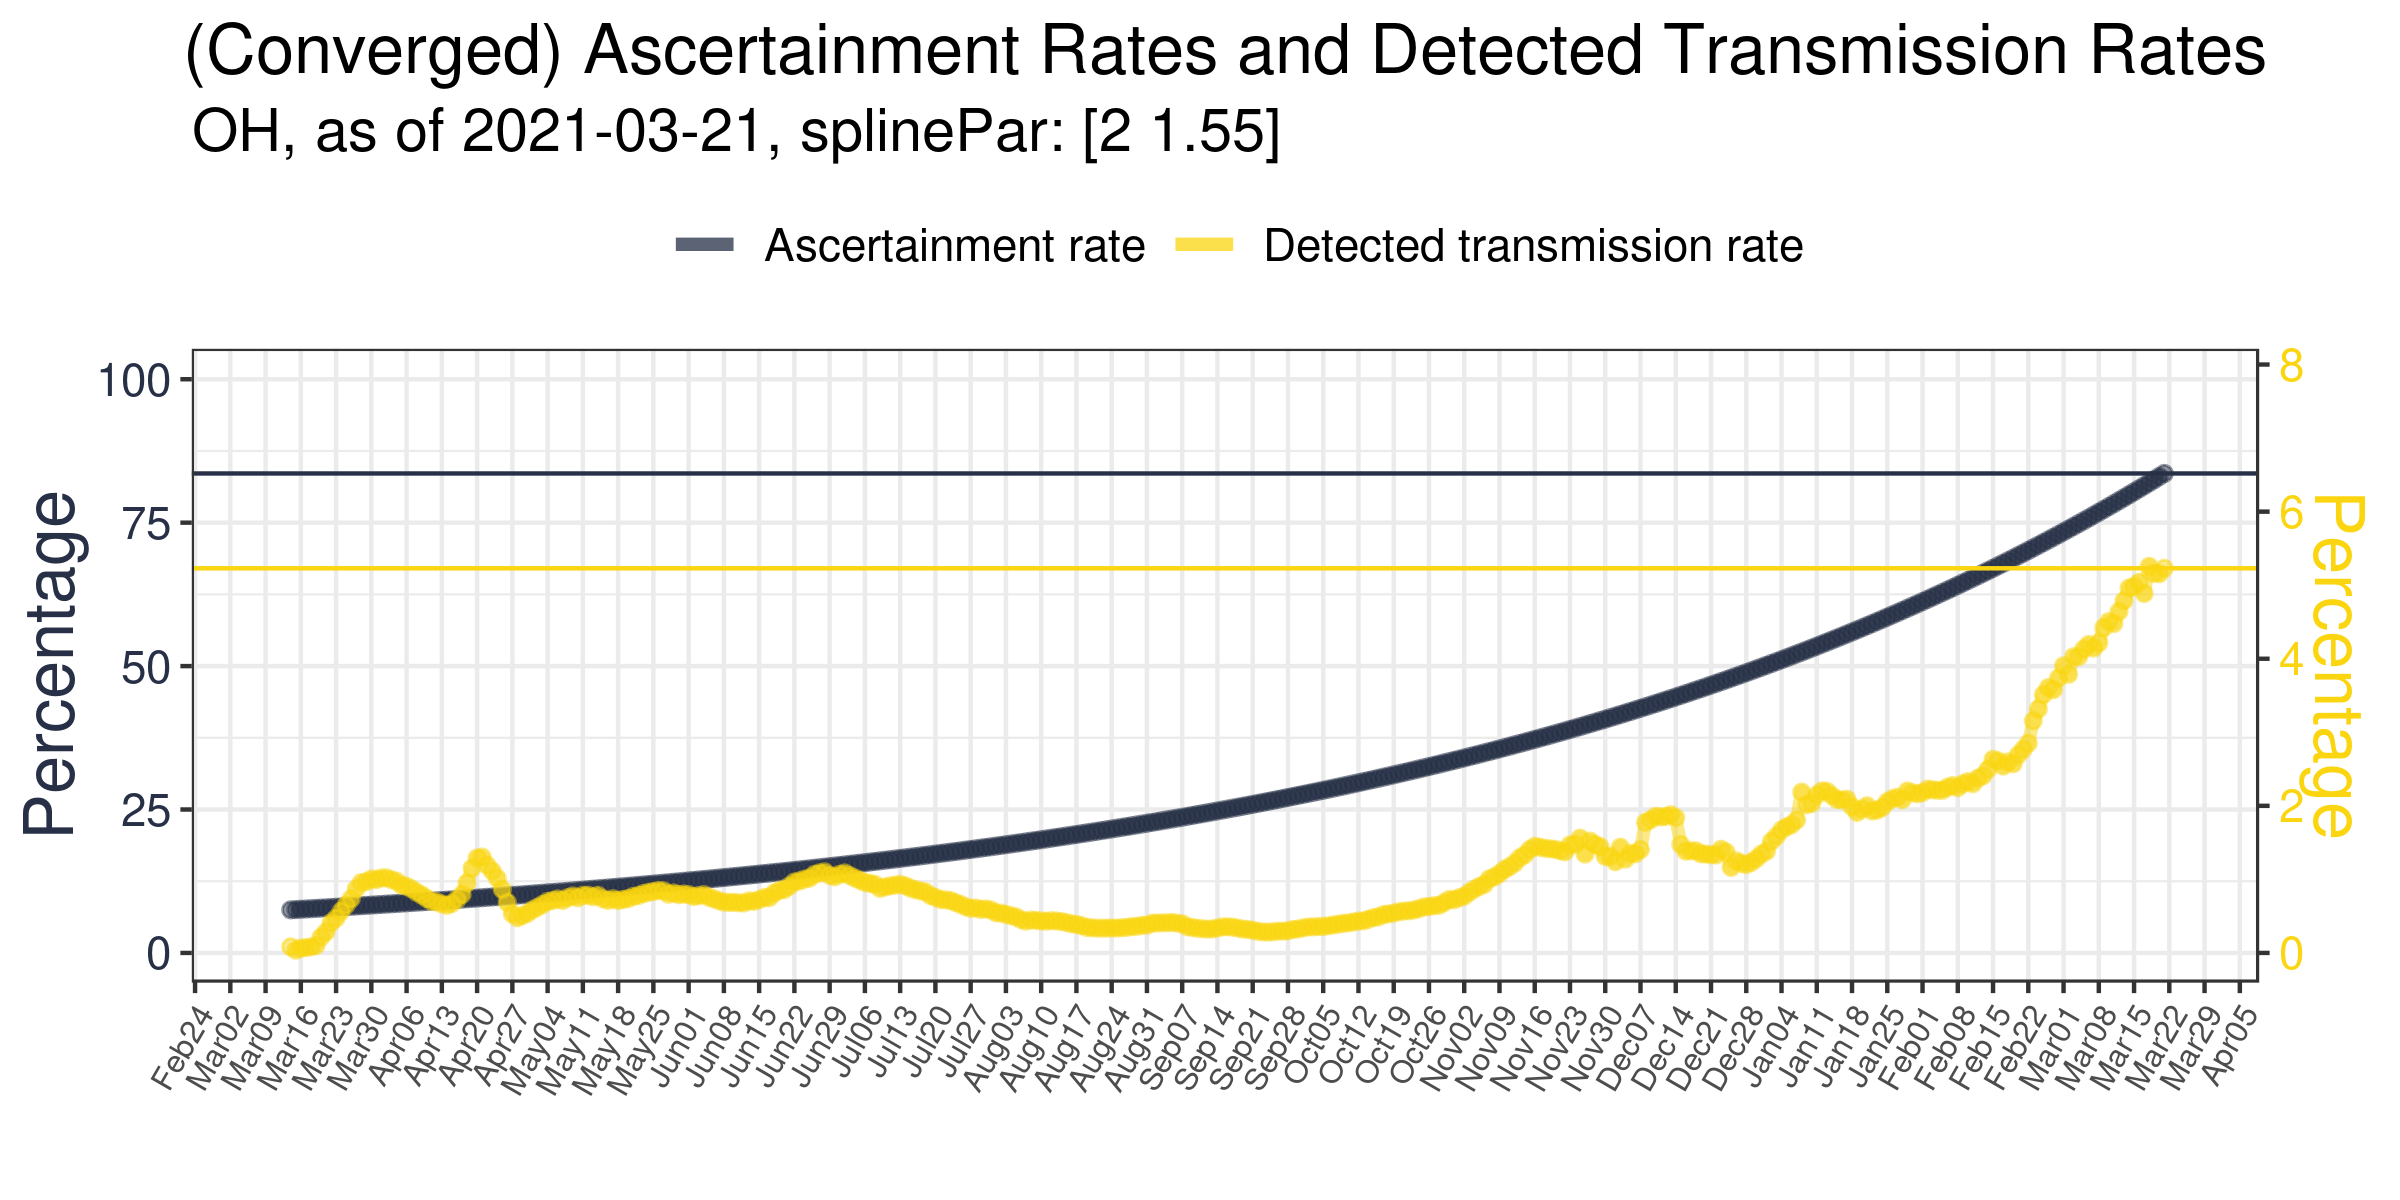 (Converged) Ascertainment Rates and Detected Transmission Rates
OH, as of 2021-03-21, splinePar: [2 1.55]
Ascertainment rate Detected transmission rate
Percentage
100
75
50
25
0
8
6
4
2
0
Percentage
Feb24 Mar02 Mar09 Mar16 Mar23 Mar30 Apr06 Apr13 Apr20 Apr27 May04 May11 May18 May25 Jun01 Jun08 Jun15 Jun22 Jun29 Jul06 Jul13 Jul20 Jul27 Aug03 Aug10 Aug17 Aug24 Aug31 Sep07 Sep14 Sep21 Sep28 Oct05 Oct12 Oct19 Oct26 Nov02 Nov09 Nov16 Nov23 Nov30 Dec07 Dec14 Dec21 Dec28 Jan04 Jan11 Jan18 Jan25 Feb01 Feb08 Feb15 Feb22 Mar01 Mar08 Mar15 Mar22 Mar29 Apr05